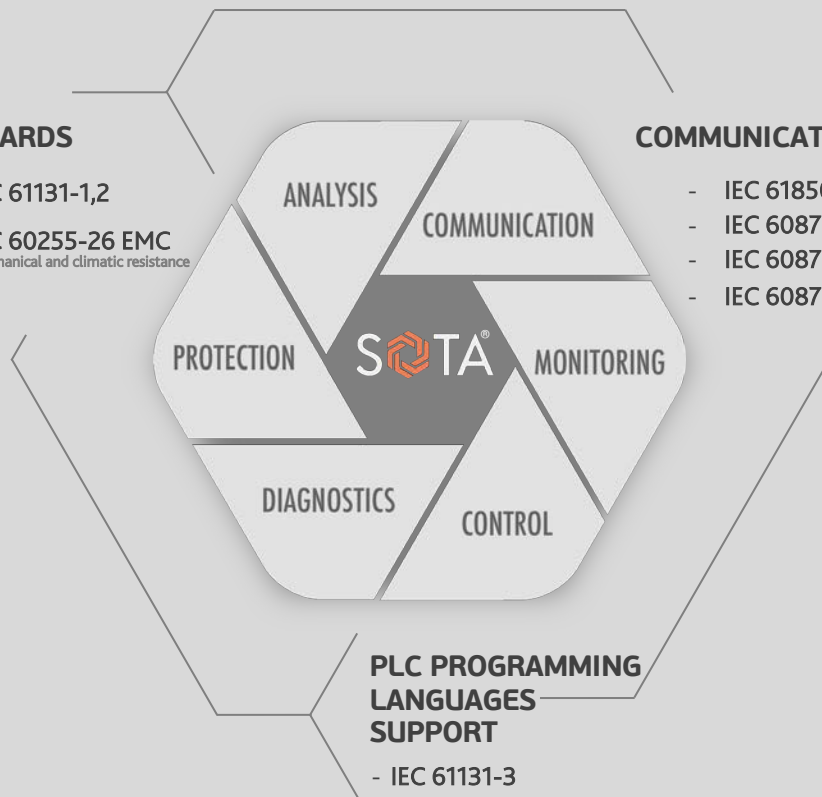 ARDS
COMMUNICAT
C 61131-1,2
C 60255-26 EMC
hanical and climatic resistance
- IEC 6185
- IEC 6087
- IEC 6087
- IEC 6087
ANALYSIS
COMMUNICATION
PROTECTION
SOTA®
MONITORING
DIAGNOSTICS
CONTROL
PLC PROGRAMMING
LANGUAGES
SUPPORT
- IEC 61131-3